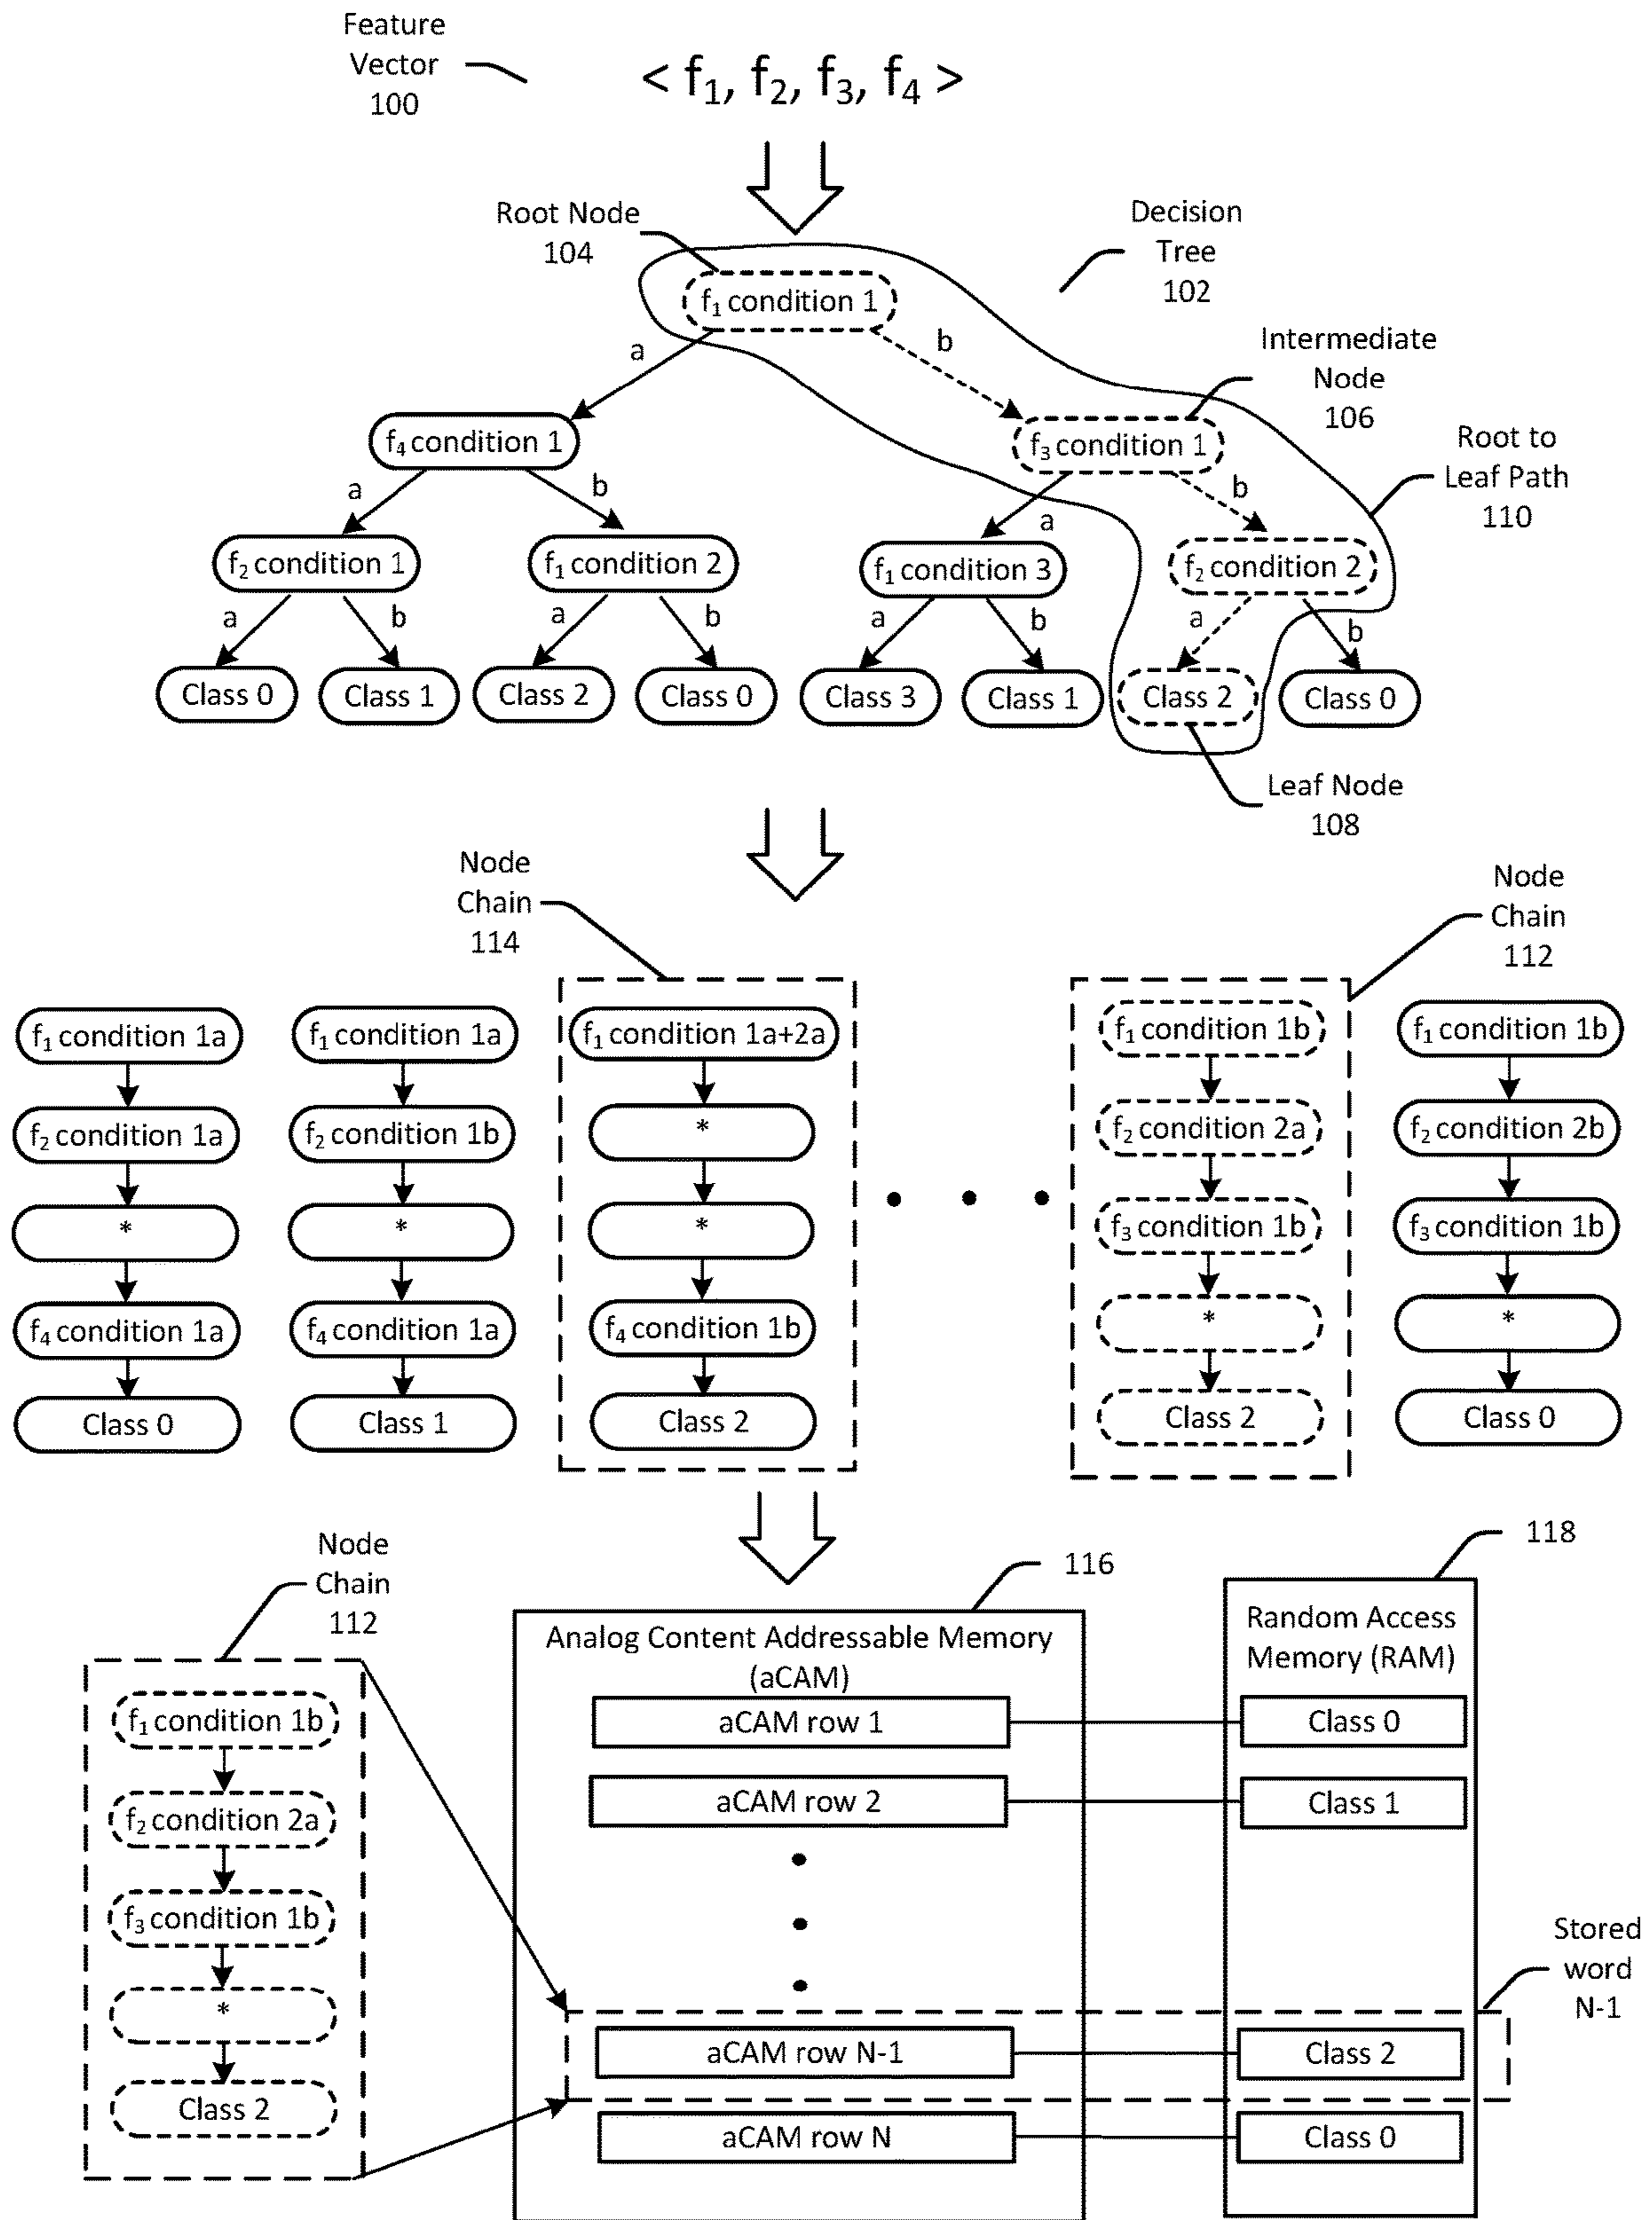 Feature
Vector
100
< f1, f2, f3, f4 >
Root Node
104
Decision
Tree
102
f1 condition 1
a
b
Intermediate
Node
106
f4 condition 1
f3 condition 1
Root to
Leaf Path
110
a
b
a
b
f2 condition 1
f1 condition 2
f1 condition 3
f2 condition 2
a
b
a
b
a
b
a
b
Class 0
Class 1
Class 2
Class 0
Class 3
Class 1
Class 2
Class 0
Leaf Node
108
Node
Chain
114
Node
Chain
112
f1 condition 1a
f2 condition 1a
*
f4 condition 1a
Class 0
f1 condition 1a
f2 condition 1b
*
f4 condition 1a
Class 1
f1 condition 1a+2a
*
*
f4 condition 1b
Class 2
f1 condition 1b
f2 condition 2a
f3 condition 1b
*
Class 2
f1 condition 1b
f2 condition 2b
f3 condition 1b
*
Class 0
Node
Chain
112
f1 condition 1b
f2 condition 2a
f3 condition 1b
*
Class 2
116
Analog Content Addressable Memory
(aCAM)
aCAM row 1
aCAM row 2
aCAM row N-1
aCAM row N
118
Random Access
Memory (RAM)
Class 0
Class 1
Class 2
Class 0
Stored
word
N-1